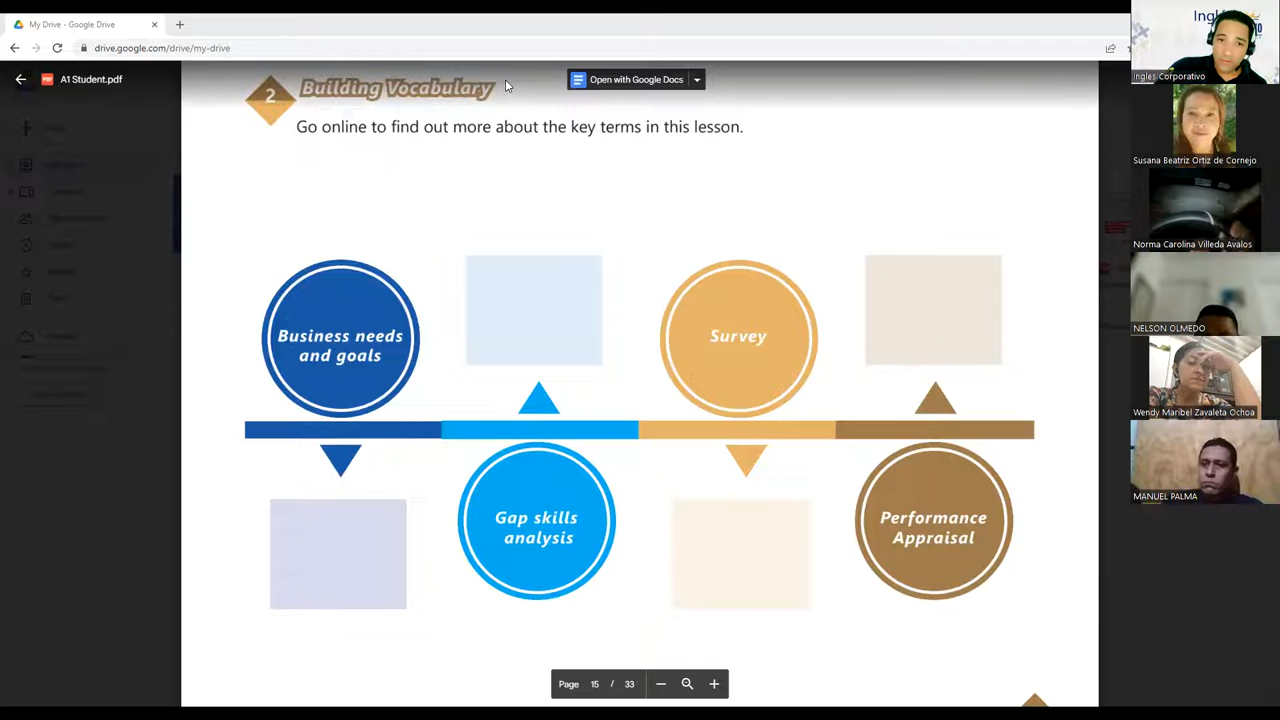 My Drive - Google Drive
drive.google.com/drive/my-drive
A1 Student.pdf
Open with Google Docs
2 Building Vocabulary
Go online to find out more about the key terms in this lesson.
Business needs
and goals
Survey
Gap skills
analysis
Performance
Appraisal
Page 15 / 33
Ingles Corporativo
Susana Beatriz Ortiz de Cornejo
Norma Carolina Villeda Avalos
NELSON OLMEDO
Wendy Maribel Zavaleta Ochoa
MANUEL PALMA